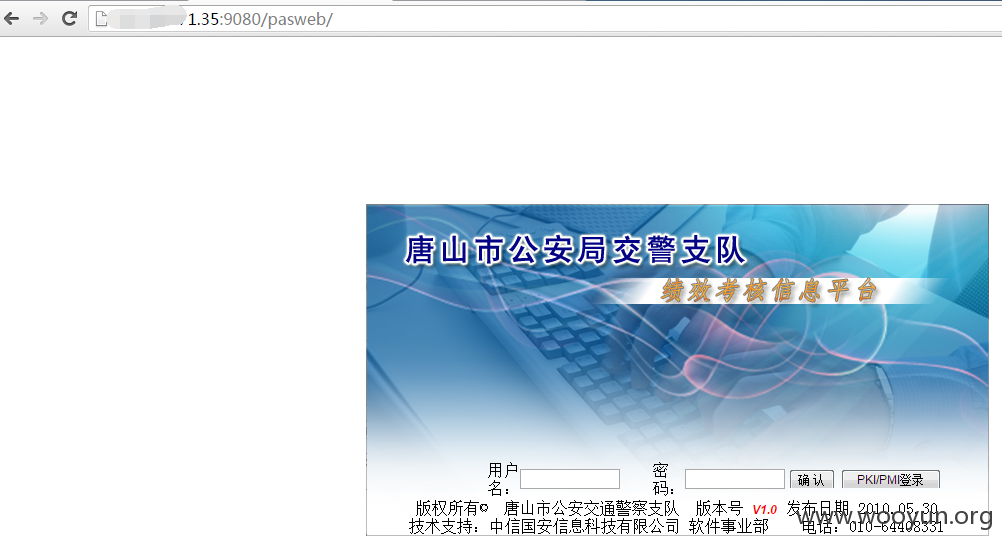 1.35:9080/pasweb/
唐山市公安局交警支队
绩效考核信息平台
用户 密
名： 码： 确 认 PKI/PMI登录
版权所有© 唐山市公安交通警察支队 版本号 V1.0 发布日期 2010.05.30
技术支持：中信国安信息科技有限公司 软件事业部 电话：010-64408331
www.wooyun.org